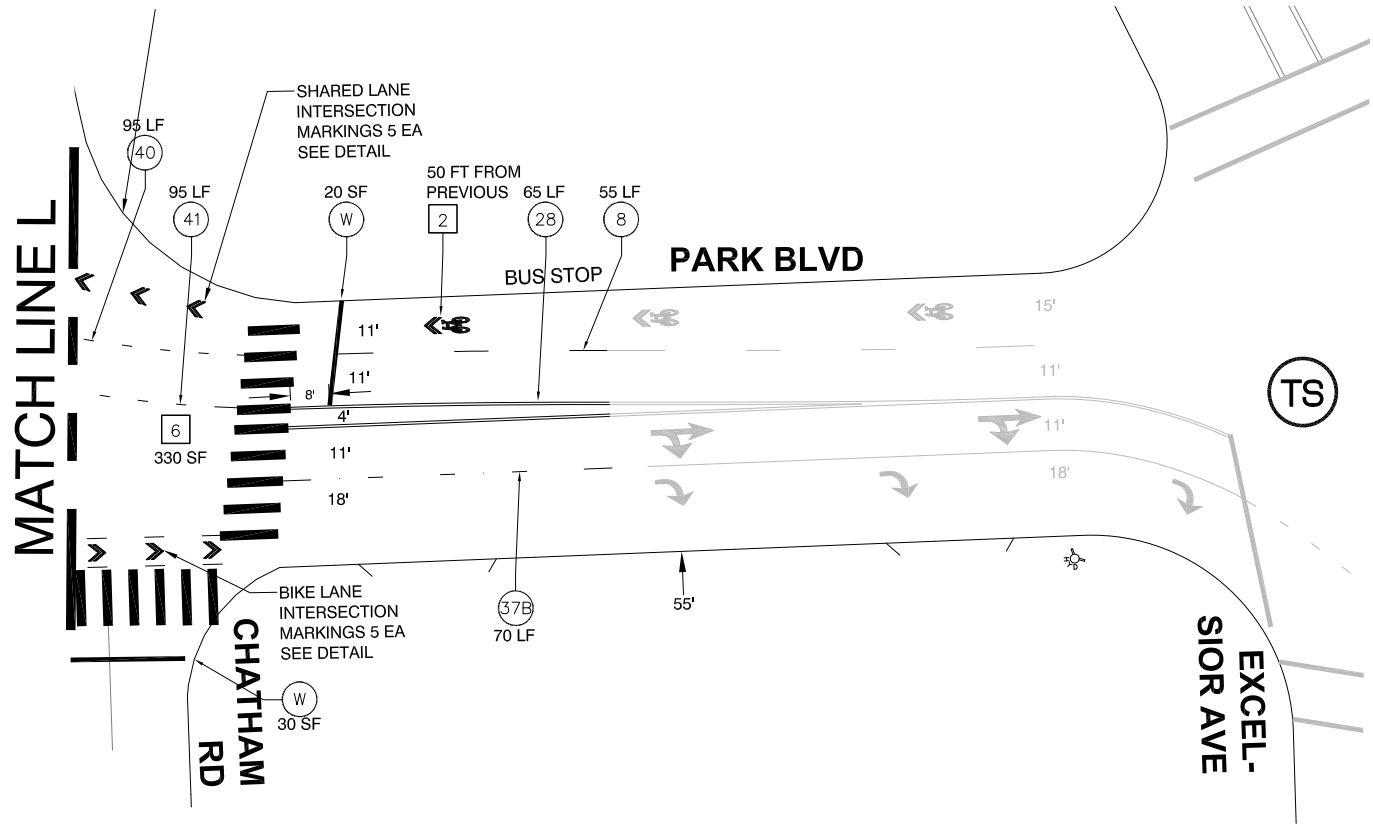 SHARED LANE
INTERSECTION
MARKINGS 5 EA
SEE DETAIL
95 LF
40
95 LF
41
20 SF
W
50 FT FROM
PREVIOUS
2
65 LF
28
55 LF
8
MATCH LINE L
BUS STOP
PARK BLVD
11'
15'
11'
11'
8'
4'
11'
11'
18'
18'
TS
6
330 SF
BIKE LANE
INTERSECTION
MARKINGS 5 EA
SEE DETAIL
37B
70 LF
55'
W
30 SF
CHATHAM
RD
EXCEL-
SIOR AVE